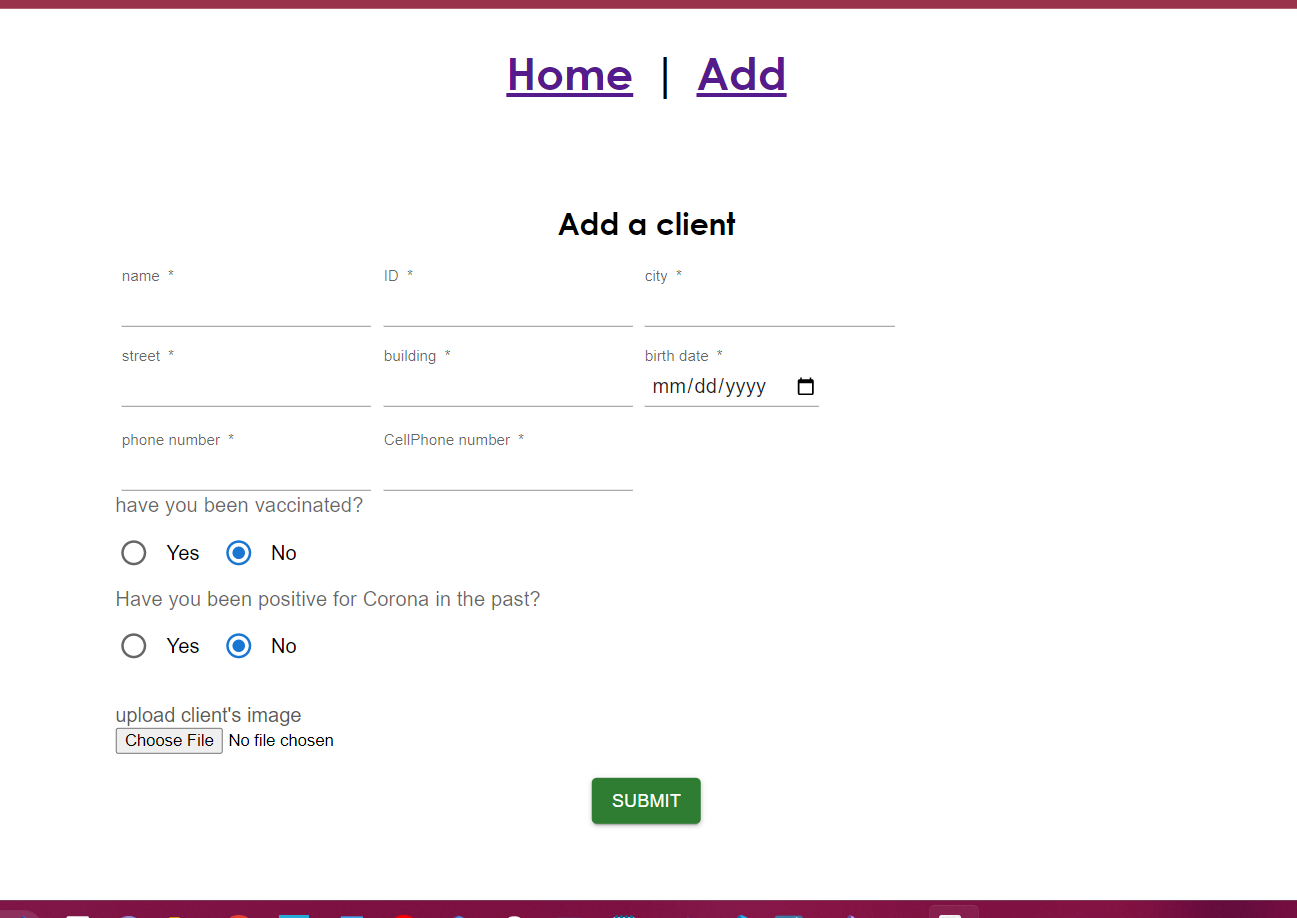 Home | Add
Add a client
name * ID * city *
street * building * birth date *
mm/dd/yyyy
phone number * CellPhone number *
have you been vaccinated?
Yes No
Have you been positive for Corona in the past?
Yes No
upload client's image
Choose File No file chosen
SUBMIT